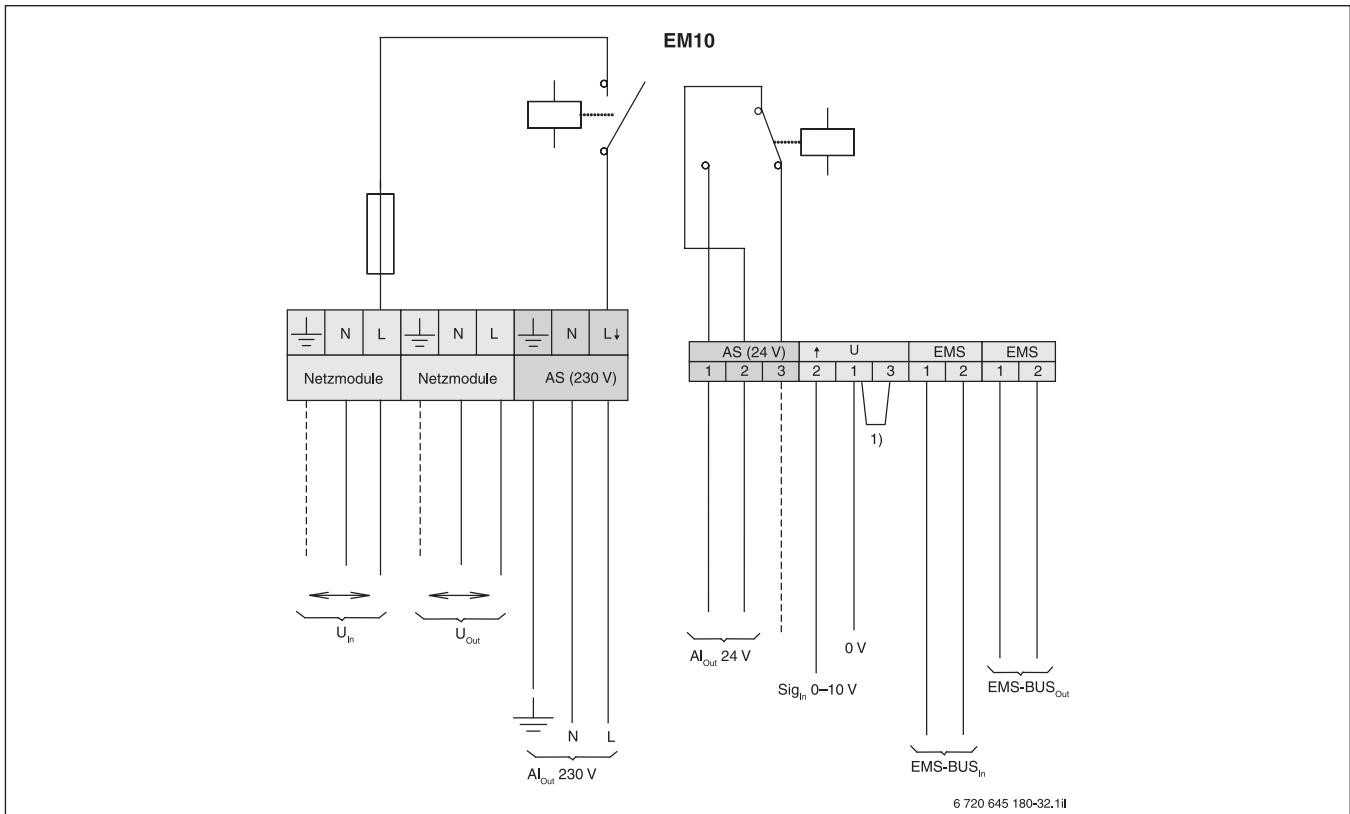 EM10
N L N L N L↓
Netzmodule Netzmodule AS (230 V)
AS (24 V) ↑ U EMS EMS
1 2 3 2 1 3 1 2 1 2
1)
U_In
U_Out
AI_Out 24 V
0 V
Sig_In 0–10 V
EMS-BUS_Out
N L
AI_Out 230 V
EMS-BUS_In
6 720 645 180-32.1il